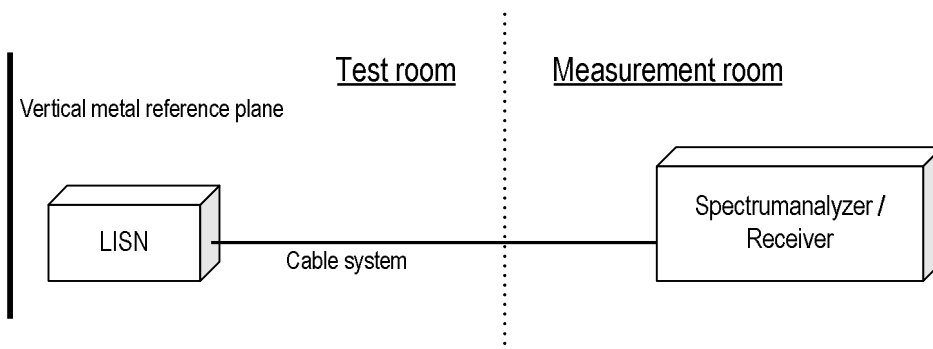 Test room
Measurement room
Vertical metal reference plane
LISN
Cable system
Spectrumanalyzer /
Receiver